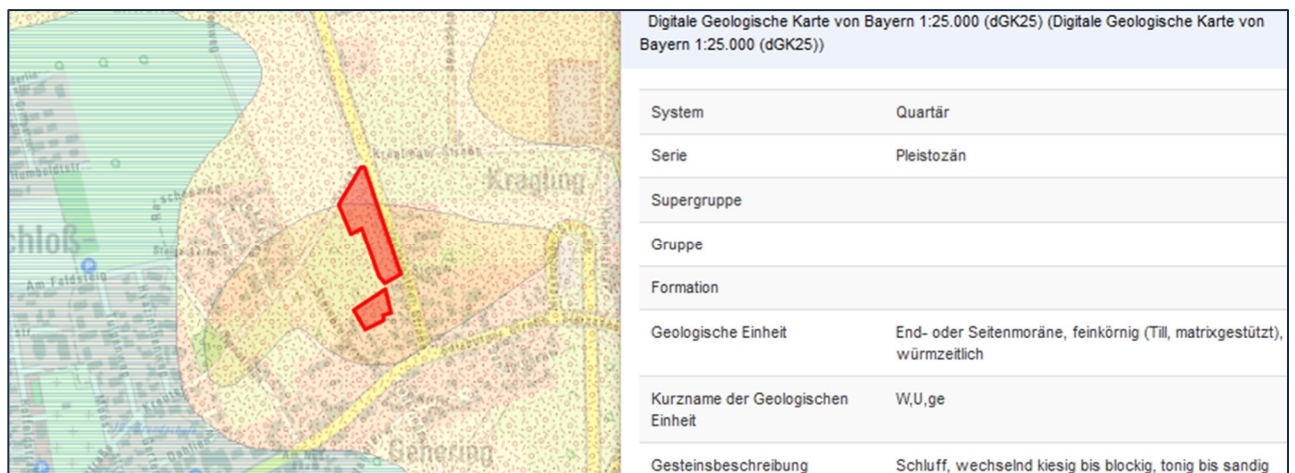 Digitale Geologische Karte von Bayern 1:25.000 (dGK25) (Digitale Geologische Karte von
Bayern 1:25.000 (dGK25))
System Quartär
Serie Pleistozän
Supergruppe
Gruppe
Formation
Geologische Einheit End- oder Seitenmoräne, feinkörnig (Till, matrixgestützt),
würmzeitlich
Kurzname der Geologischen W,U,ge
Einheit
Gesteinsbeschreibung Schluff, wechselnd kiesig bis blockig, tonig bis sandig
Humboldtstr.
Kragling
chloß-
Am Feldsteig
Gehering